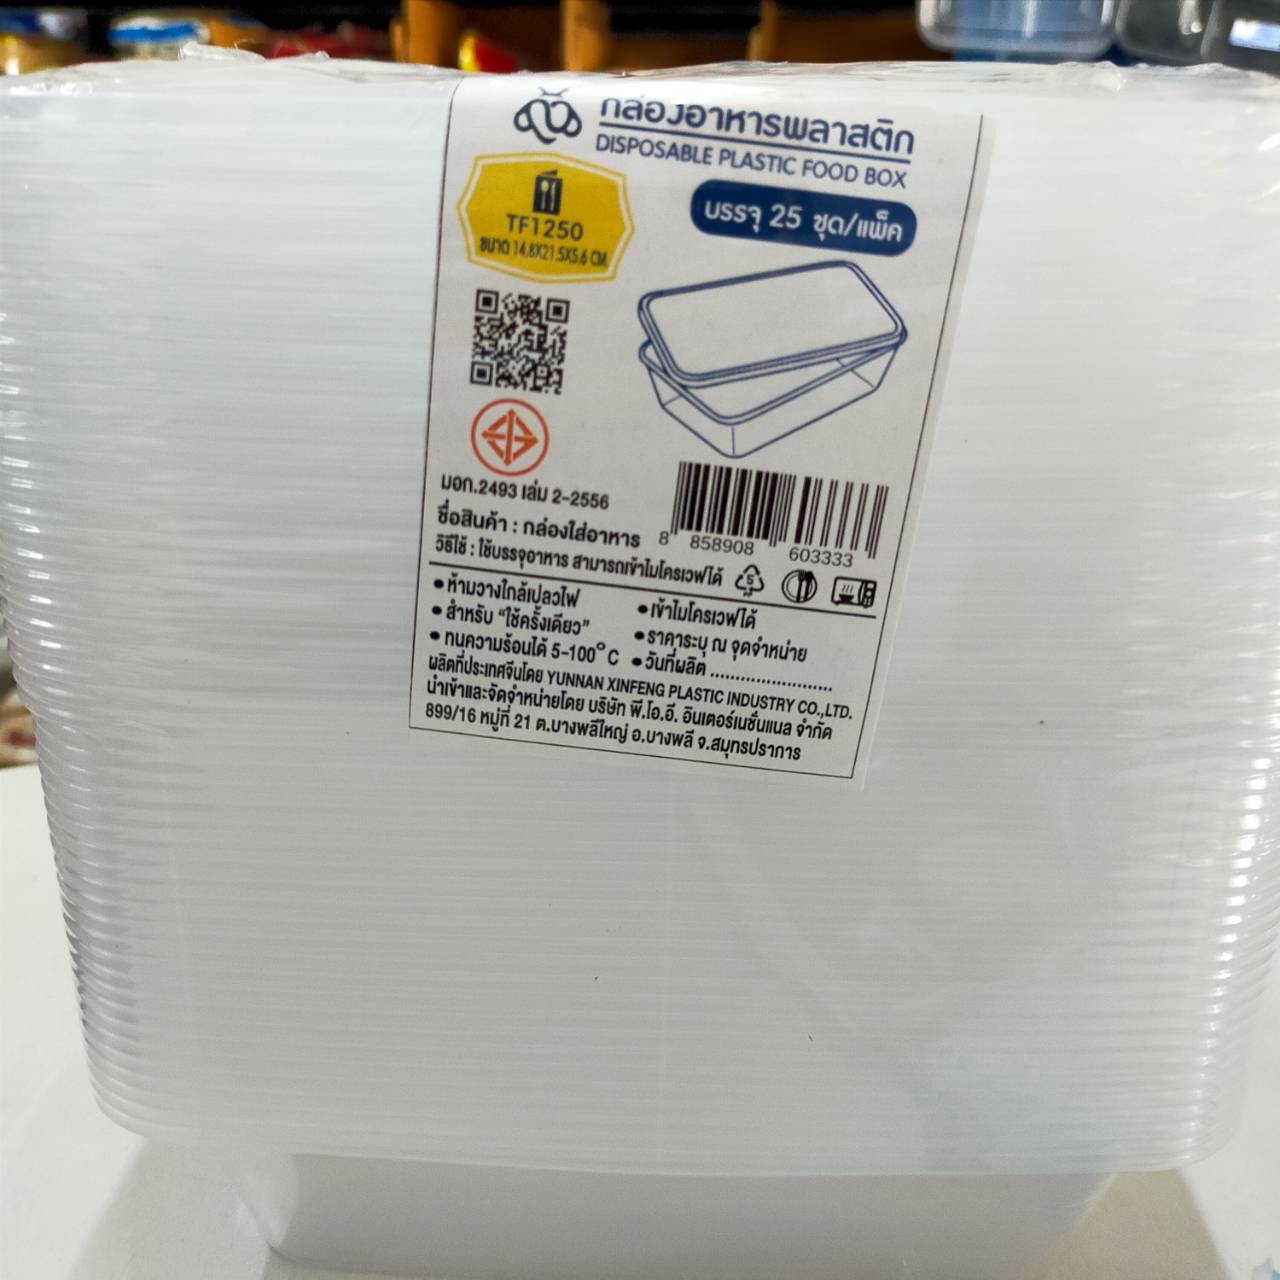 กล่องอาหารพลาสติก
DISPOSABLE PLASTIC FOOD BOX
บรรจุ 25 ชุด/แพ็ค
TF1250
ขนาด 14.8X21.5X5.6 CM.
มอก.2493 เล่ม 2-2556
ชื่อสินค้า : กล่องใส่อาหาร
8 858908 603333
วิธีใช้ : ใช้บรรจุอาหาร สามารถเข้าไมโครเวฟได้
5
PP
• ห้ามวางใกล้เปลวไฟ
• สำหรับ “ใช้ครั้งเดียว”
• ทนความร้อนได้ 5-100°C
• เข้าไมโครเวฟได้
• ราคาระบุ ณ จุดจำหน่าย
• วันที่ผลิต ........................
ผลิตที่ประเทศจีนโดย YUNNAN XINFENG PLASTIC INDUSTRY CO.,LTD.
นำเข้าและจัดจำหน่ายโดย บริษัท พี.โอ.อี. อินเตอร์เนชั่นแนล จำกัด
899/16 หมู่ที่ 21 ต.บางพลีใหญ่ อ.บางพลี จ.สมุทรปราการ